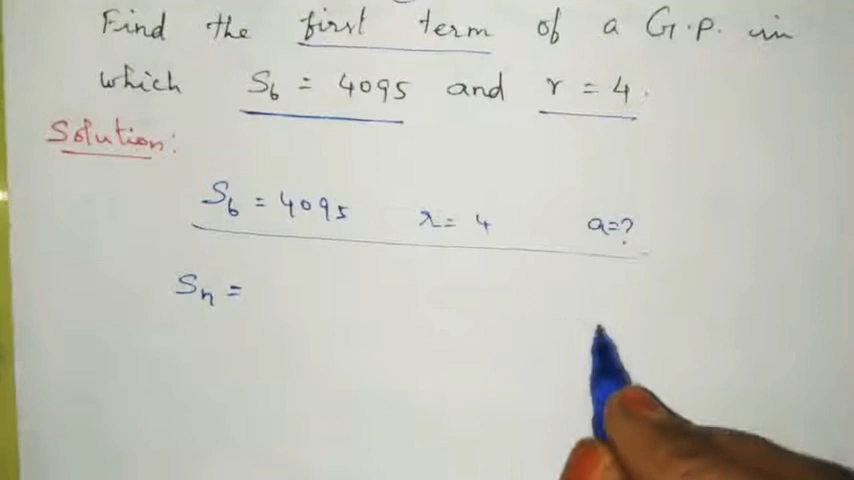 Find the first term of a G.P. in
which S₆ = 4095 and r = 4.
Solution:
S₆ = 4095 r = 4 a = ?
Sₙ =